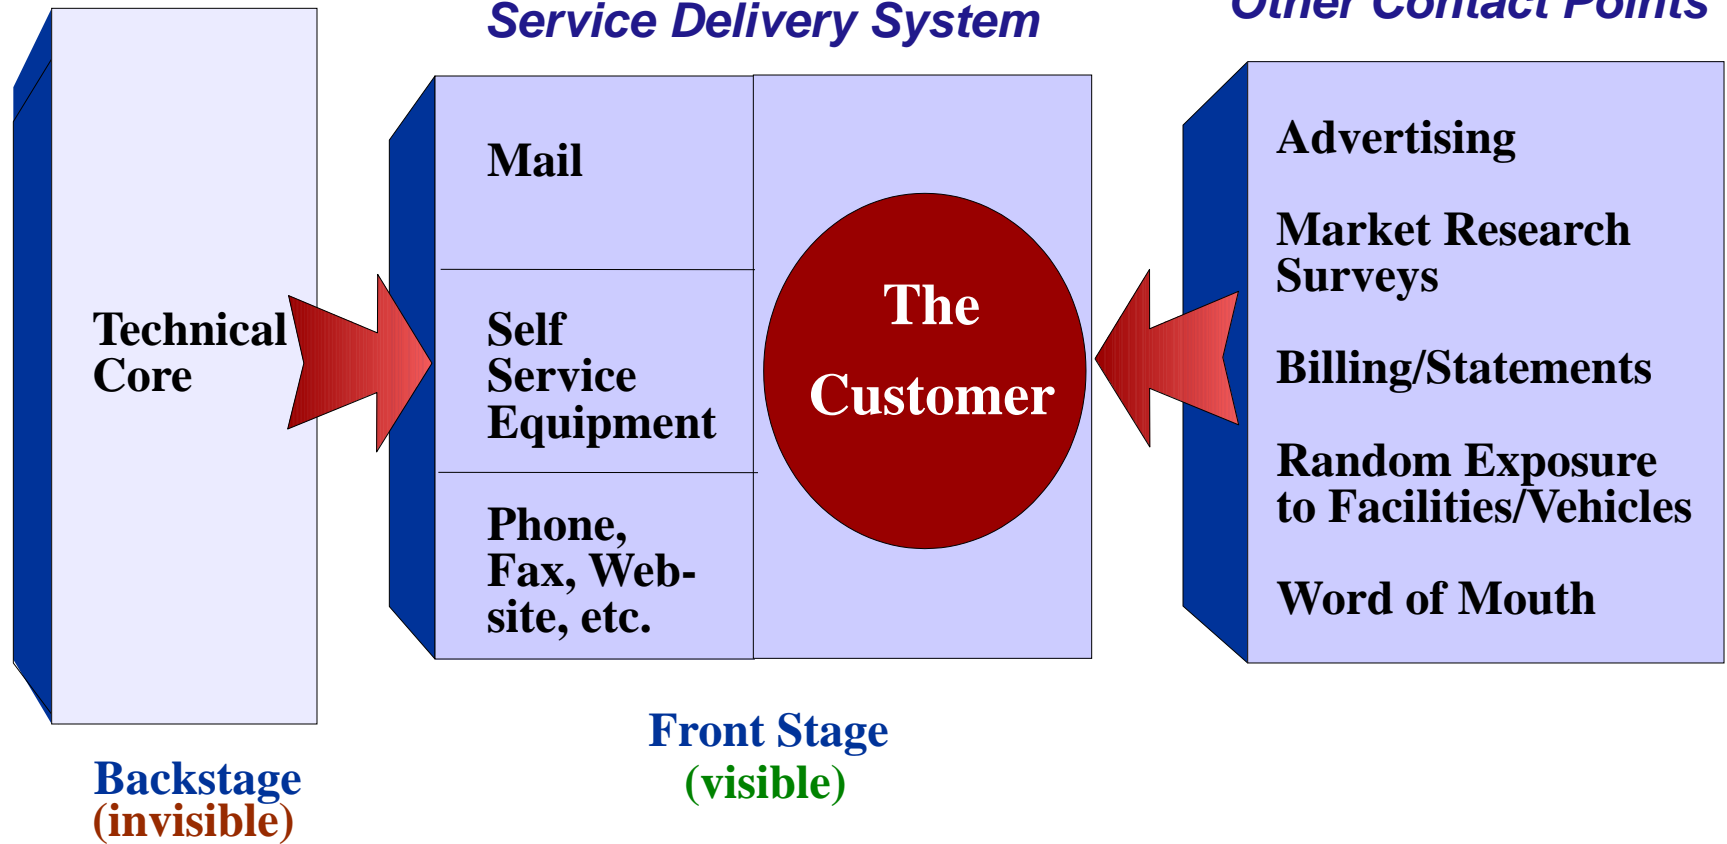 Service Delivery System
Other Contact Points
Technical
Core
Backstage
(invisible)
Mail
Self
Service
Equipment
Phone,
Fax, Web-
site, etc.
The
Customer
Front Stage
(visible)
Advertising
Market Research
Surveys
Billing/Statements
Random Exposure
to Facilities/Vehicles
Word of Mouth